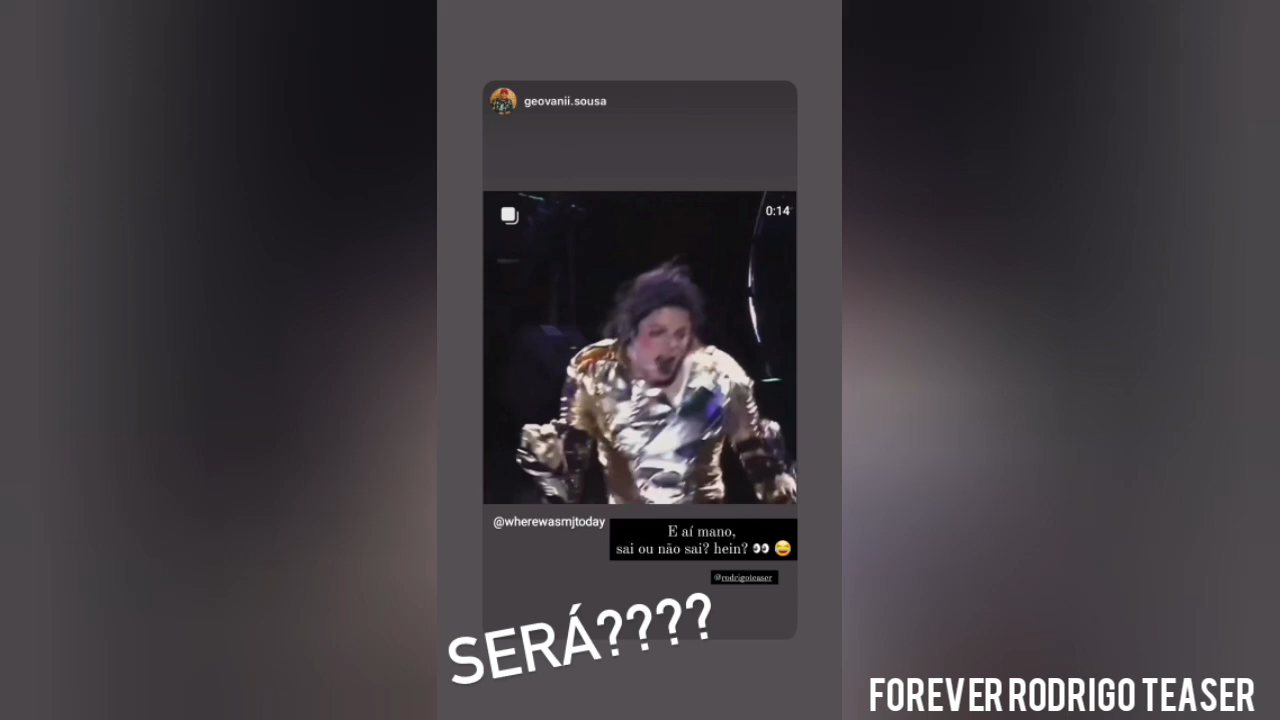 geovanii.sousa
0:14
@wherewasmjtoday
E aí mano,
sai ou não sai? hein? 👀 😅
@rodrigoteaser
SERÁ????
FOREVER RODRIGO TEASER